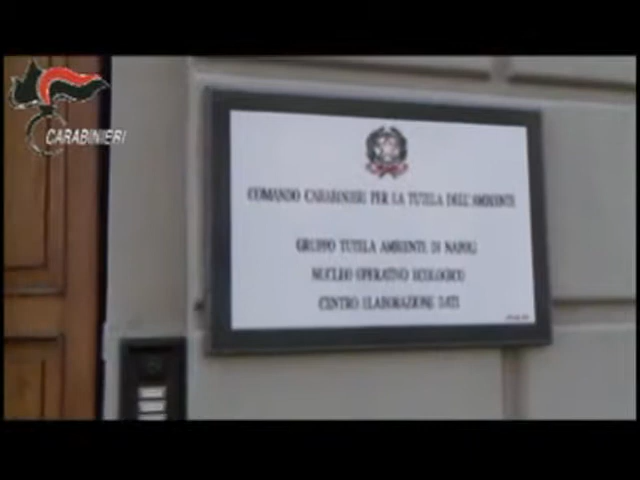 CARABINIERI
COMANDO CARABINIERI PER LA TUTELA DELL'AMBIENTE
GRUPPO TUTELA AMBIENTE DI NAPOLI
NUCLEO OPERATIVO ECOLOGICO
CENTRO ELABORAZIONE DATI